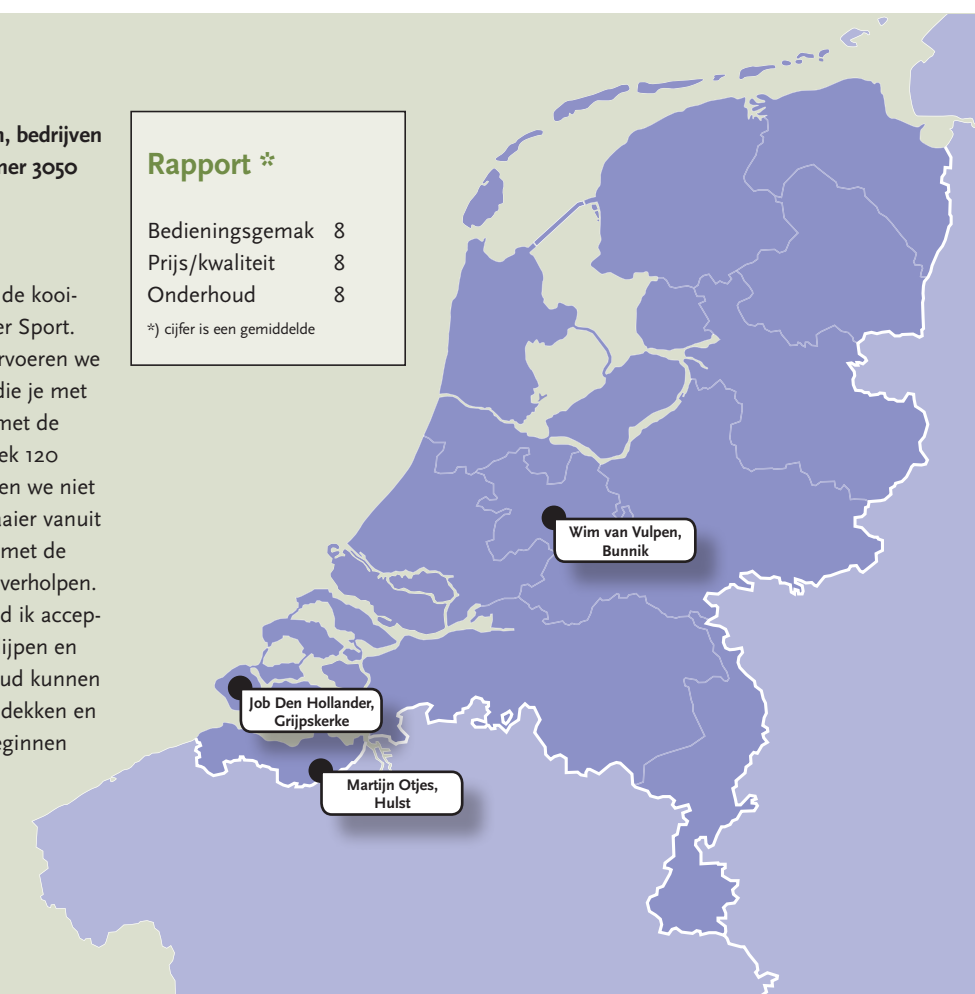 n, bedrijven
ner 3050
de kooi-
er Sport.
rvoeren we
die je met
met de
ek 120
en we niet
aaier vanuit
met de
verholpen.
d ik accep-
ijpen en
ud kunnen
dekken en
eginnen
Rapport *
Bedieningsgemak 8
Prijs/kwaliteit 8
Onderhoud 8
*) cijfer is een gemiddelde
Wim van Vulpen,
Bunnik
Job Den Hollander,
Grijpskerke
Martijn Otjes,
Hulst